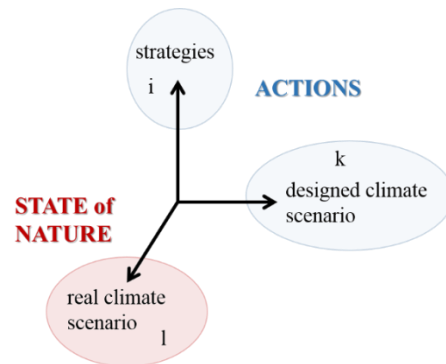 strategies
i
ACTIONS
k
designed climate
scenario
STATE of
NATURE
real climate
scenario
l